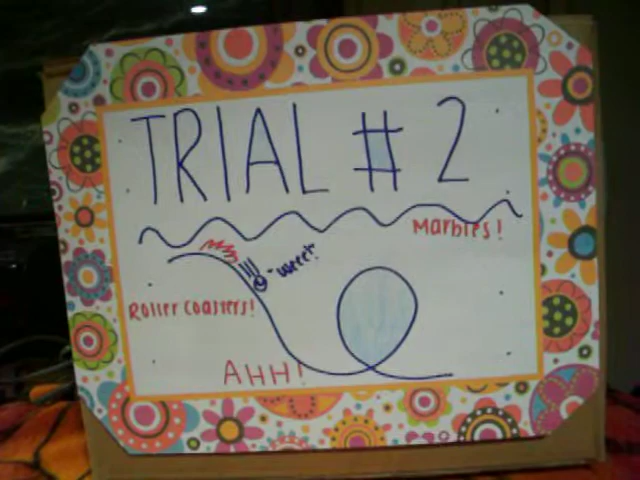 TRIAL # 2
Marbles!
"weee!"
Roller Coasters!
AHH!